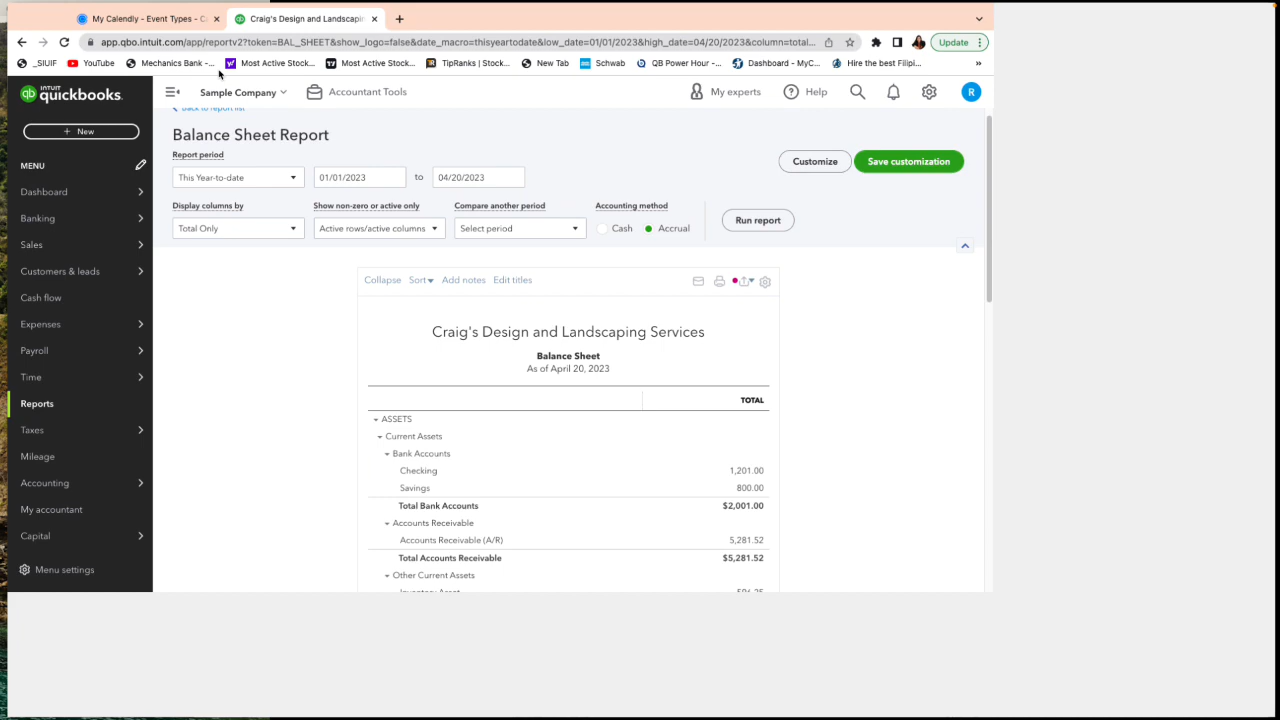 My Calendly - Event Types - Ca
Craig's Design and Landscapin
app.qbo.intuit.com/app/reportv2?token=BAL_SHEET&show_logo=false&date_macro=thisyeartodate&low_date=01/01/2023&high_date=04/20/2023&column=total...
Update
_SIUIF
YouTube
Mechanics Bank -...
Most Active Stock...
Most Active Stock...
TipRanks | Stock...
New Tab
Schwab
QB Power Hour -...
Dashboard - MyC...
Hire the best Filipi...
»
INTUIT
quickbooks.
Sample Company
Accountant Tools
My experts
Help
R
+ New
MENU
Dashboard
Banking
Sales
Customers & leads
Cash flow
Expenses
Payroll
Time
Reports
Taxes
Mileage
Accounting
My accountant
Capital
Menu settings
Back to report list
Balance Sheet Report
Report period
This Year-to-date
01/01/2023
to
04/20/2023
Customize
Save customization
Display columns by
Show non-zero or active only
Compare another period
Accounting method
Total Only
Active rows/active columns
Select period
Cash
Accrual
Run report
Collapse
Sort
Add notes
Edit titles
Craig's Design and Landscaping Services
Balance Sheet
As of April 20, 2023
TOTAL
ASSETS
Current Assets
Bank Accounts
Checking 1,201.00
Savings 800.00
Total Bank Accounts $2,001.00
Accounts Receivable
Accounts Receivable (A/R) 5,281.52
Total Accounts Receivable $5,281.52
Other Current Assets
Inventory Asset 596.25